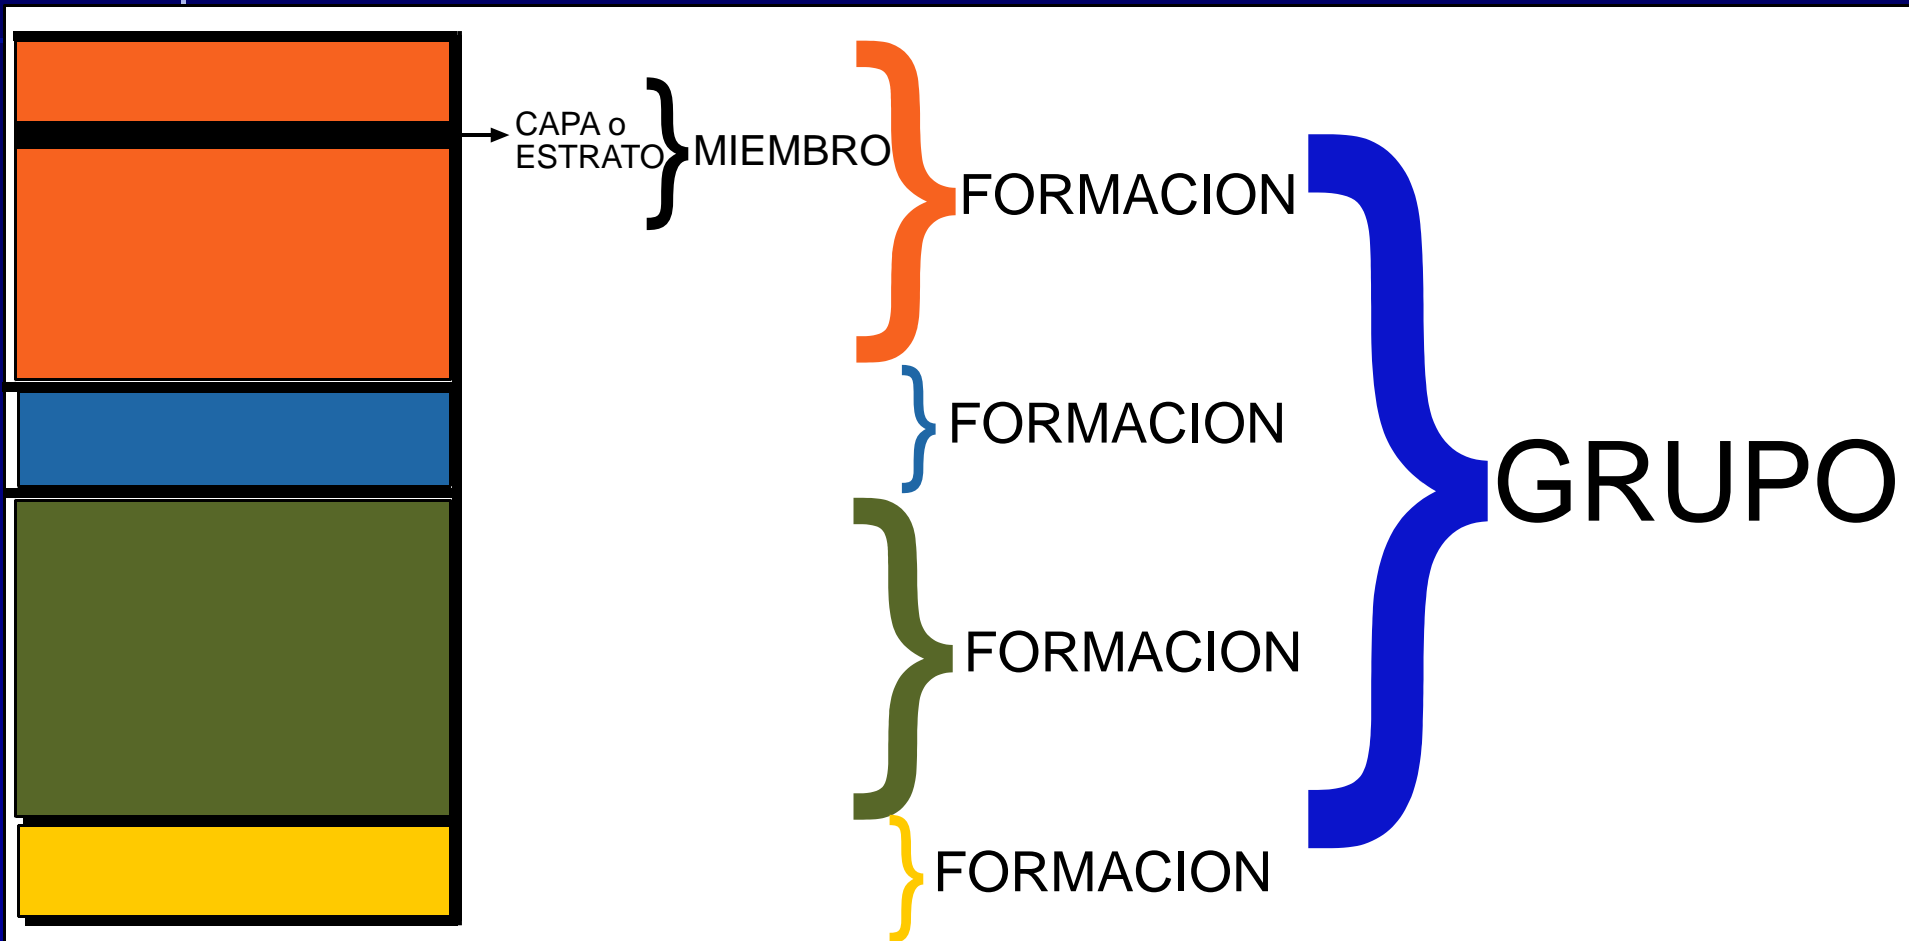 CAPA o
ESTRATO
MIEMBRO
FORMACION
FORMACION
GRUPO
FORMACION
FORMACION